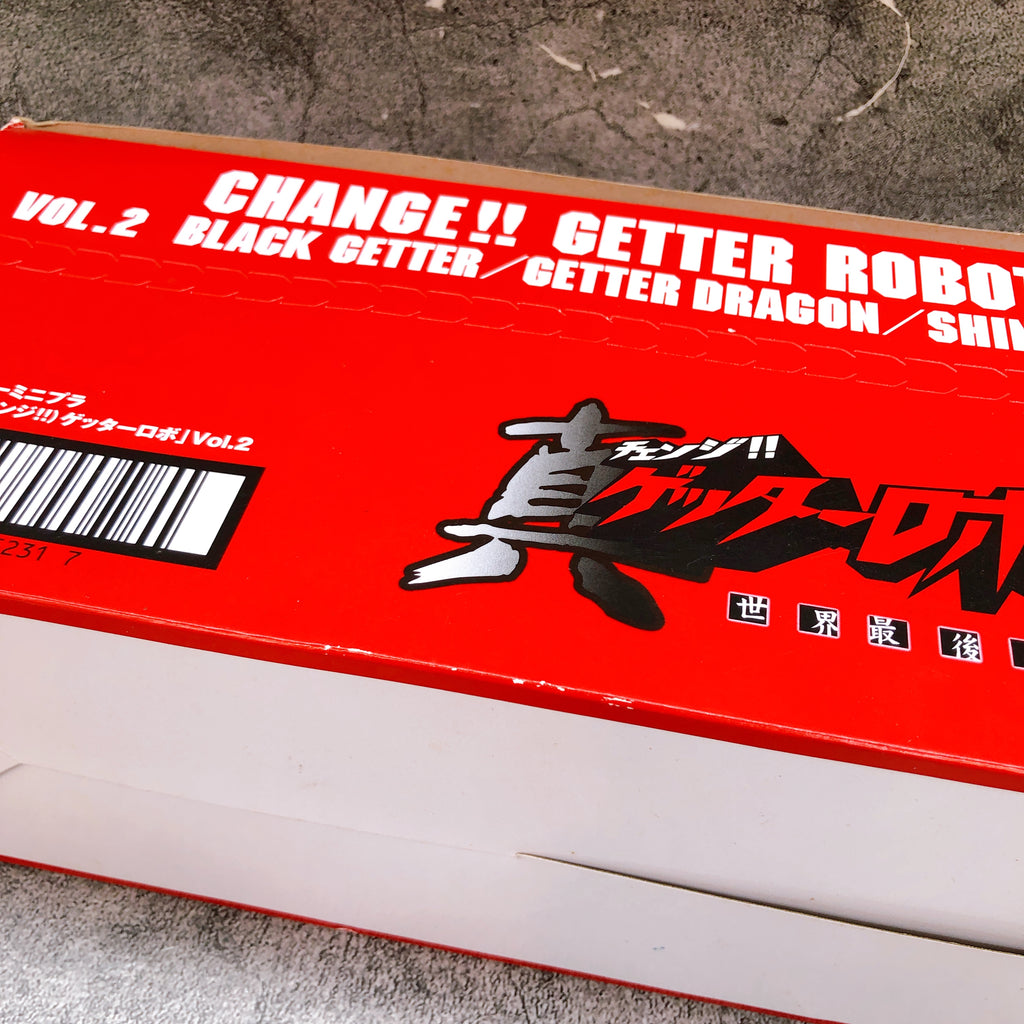 CHANGE!! GETTER ROBOT
VOL.2 BLACK GETTER/GETTER DRAGON/SHIN
ーミニプラ
ンジ!!)ゲッターロボ」Vol.2
231 7
真
チェンジ!!
ゲッターロボ
世界最後